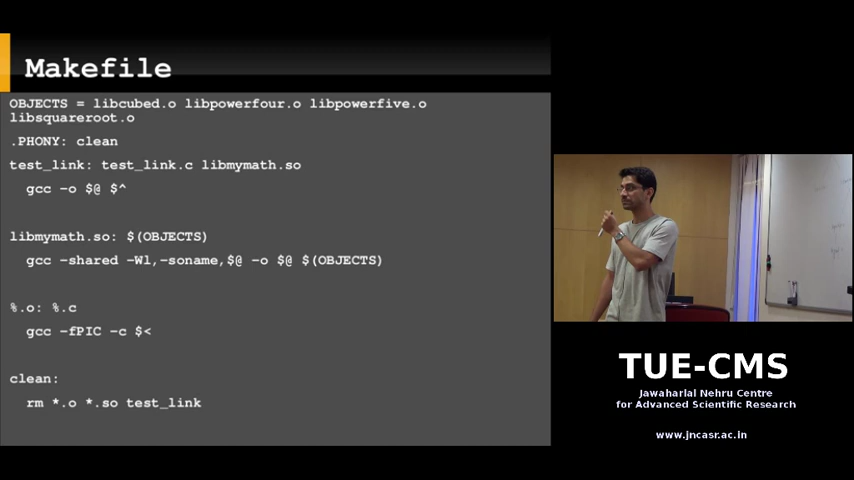 Makefile
OBJECTS = libcubed.o libpowerfour.o libpowerfive.o
libsquareroot.o
.PHONY: clean
test_link: test_link.c libmymath.so
gcc -o $@ $^
libmymath.so: $(OBJECTS)
gcc -shared -Wl,-soname,$@ -o $@ $(OBJECTS)
%.o: %.c
gcc -fPIC -c $<
clean:
rm *.o *.so test_link
TUE-CMS
Jawaharlal Nehru Centre
for Advanced Scientific Research
www.jncasr.ac.in